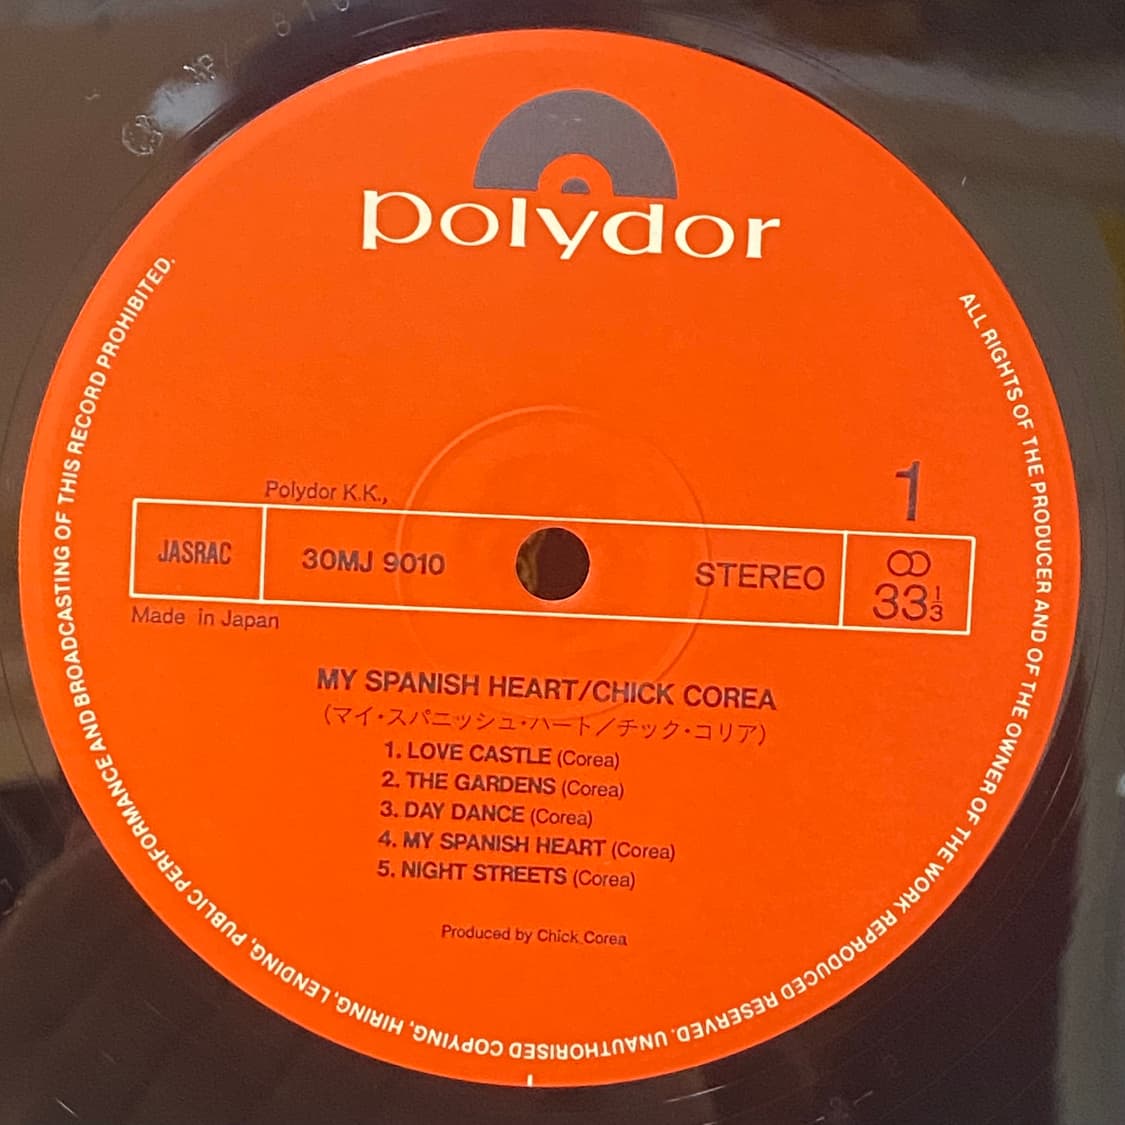 polydor
1
Polydor K.K.,
JASRAC
30MJ 9010
STEREO
33 1/3
Made in Japan
MY SPANISH HEART/CHICK COREA
(マイ・スパニッシュ・ハート／チック・コリア)
1. LOVE CASTLE (Corea)
2. THE GARDENS (Corea)
3. DAY DANCE (Corea)
4. MY SPANISH HEART (Corea)
5. NIGHT STREETS (Corea)
Produced by Chick Corea
ALL RIGHTS OF THE PRODUCER AND OF THE OWNER OF THE WORK REPRODUCED RESERVED. UNAUTHORISED COPYING, HIRING, LENDING, PUBLIC PERFORMANCE AND BROADCASTING OF THIS RECORD PROHIBITED.